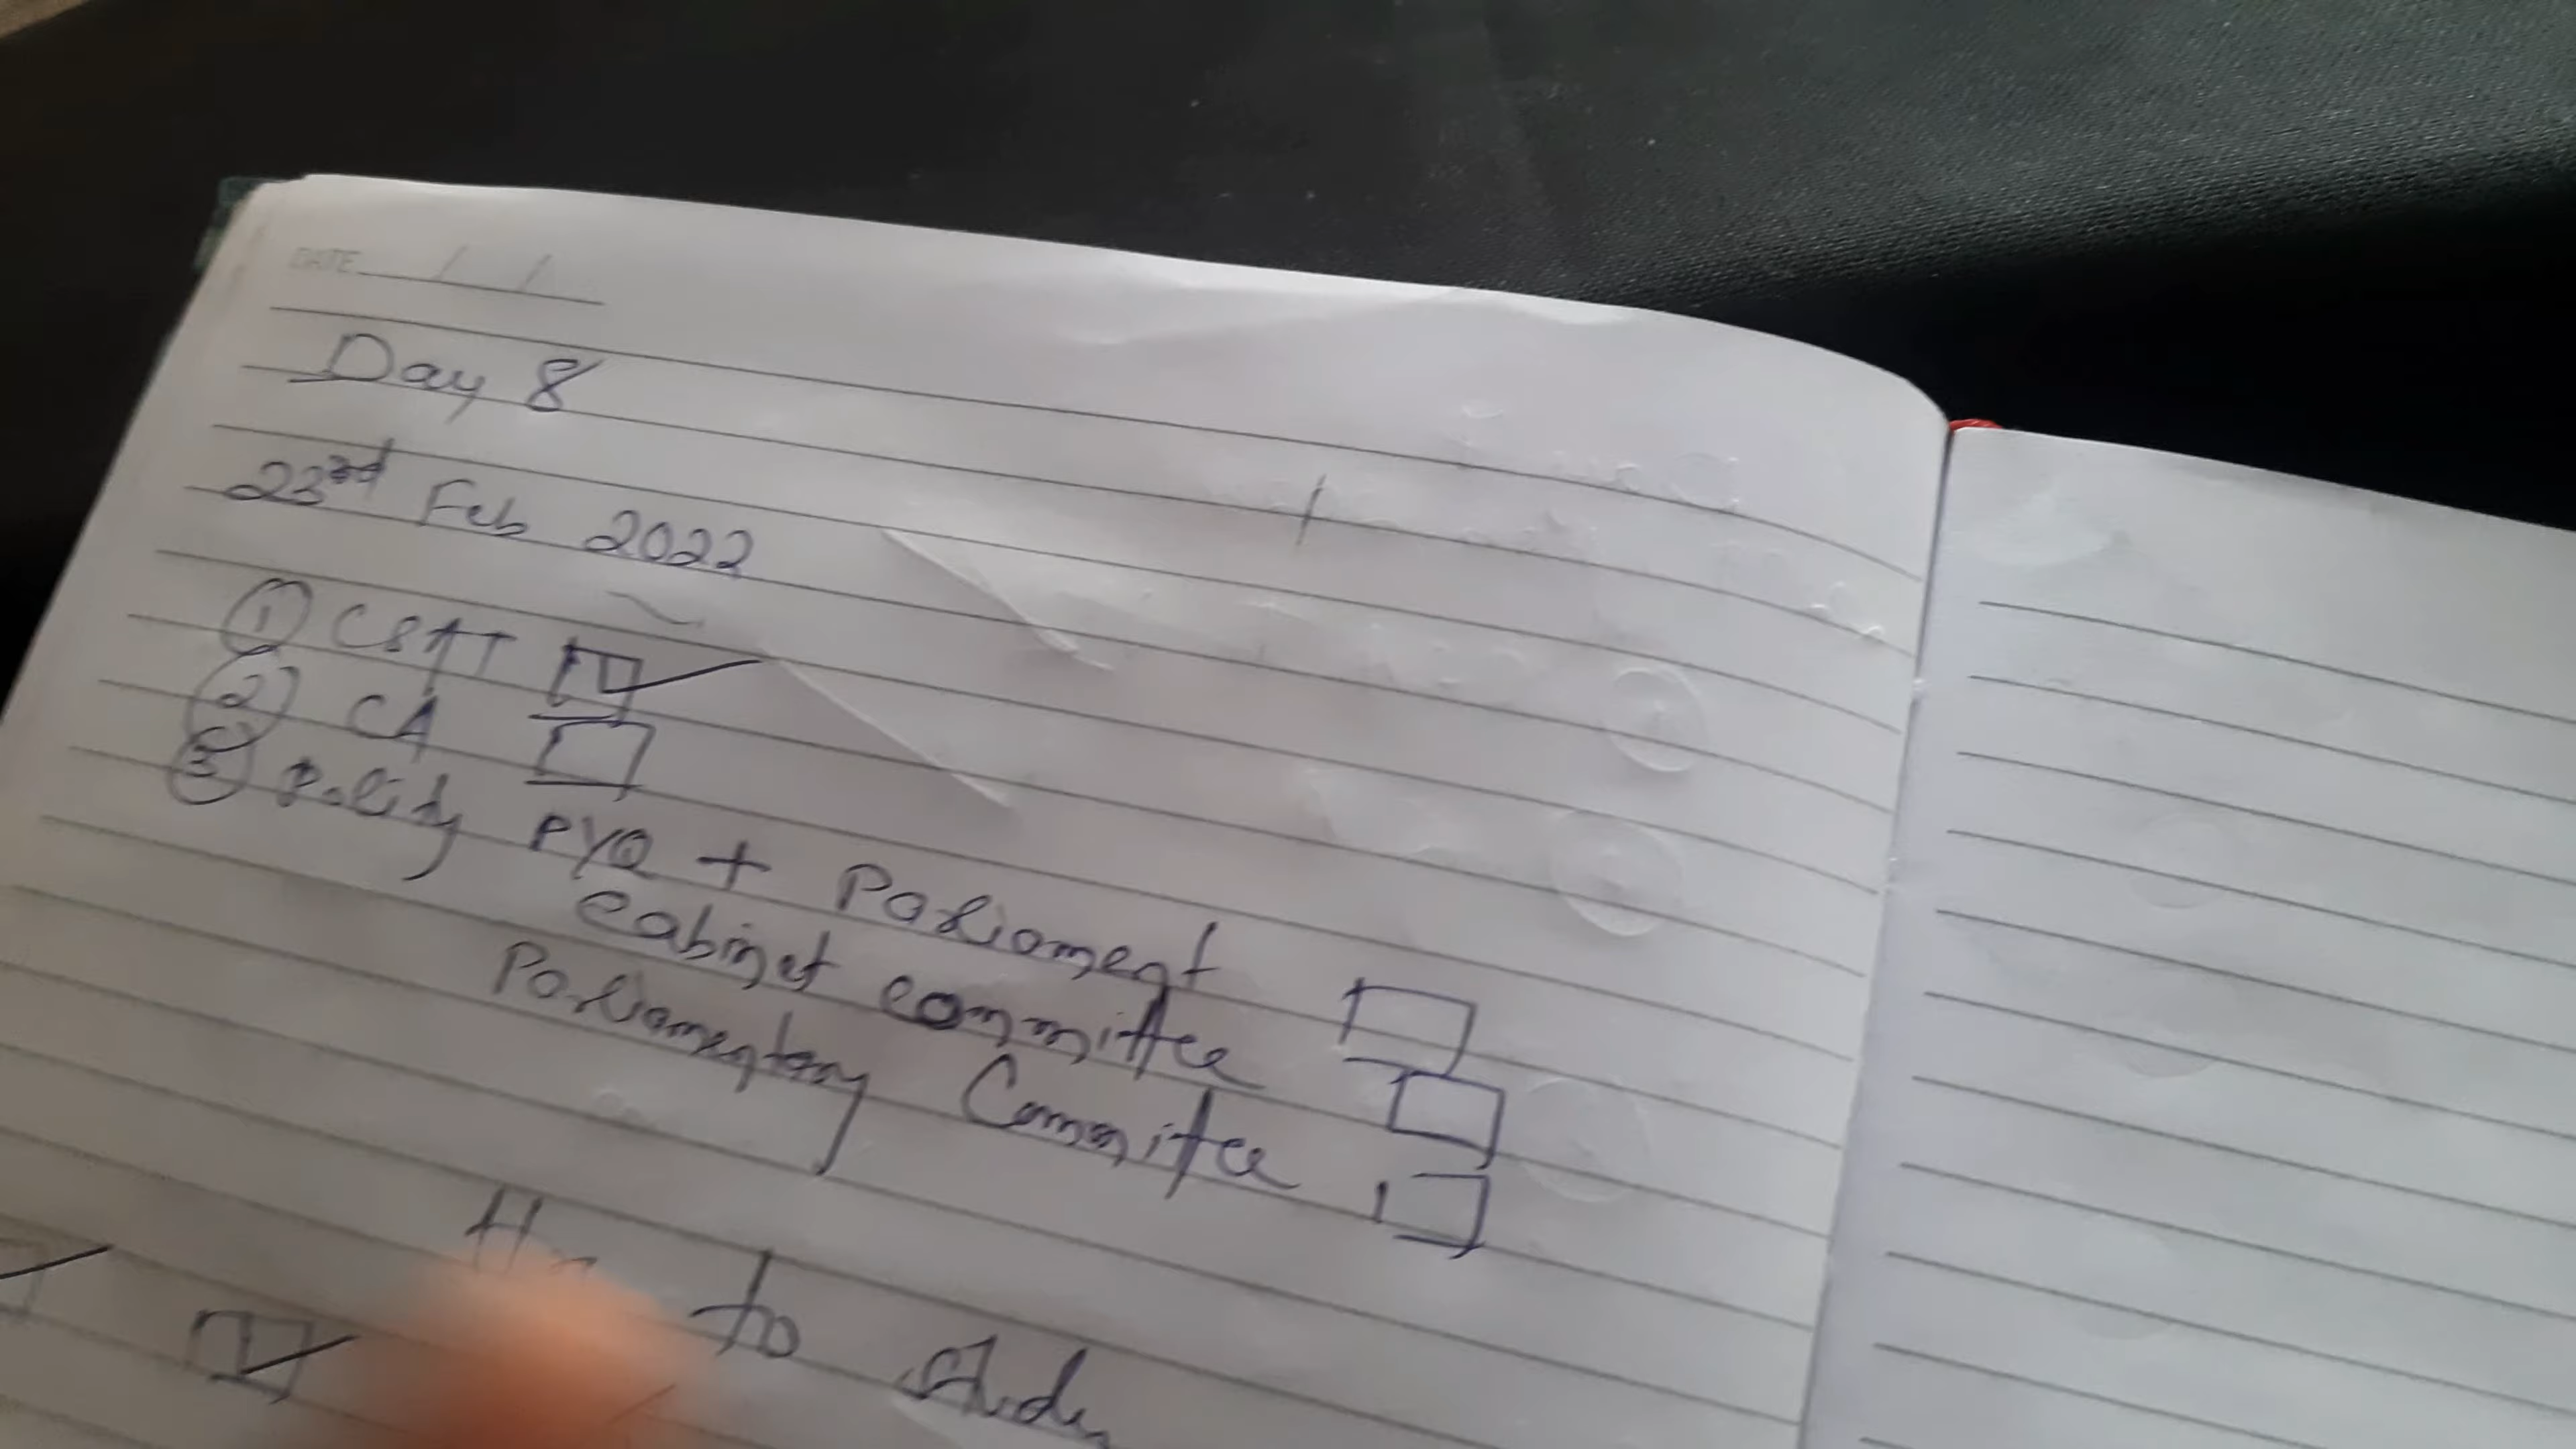 DATE / /
Day 8
23rd Feb 2022
① CSAT
② CA
③ Polity PYQ + Parliament
cabinet committee
Parliamentary Committee
to study